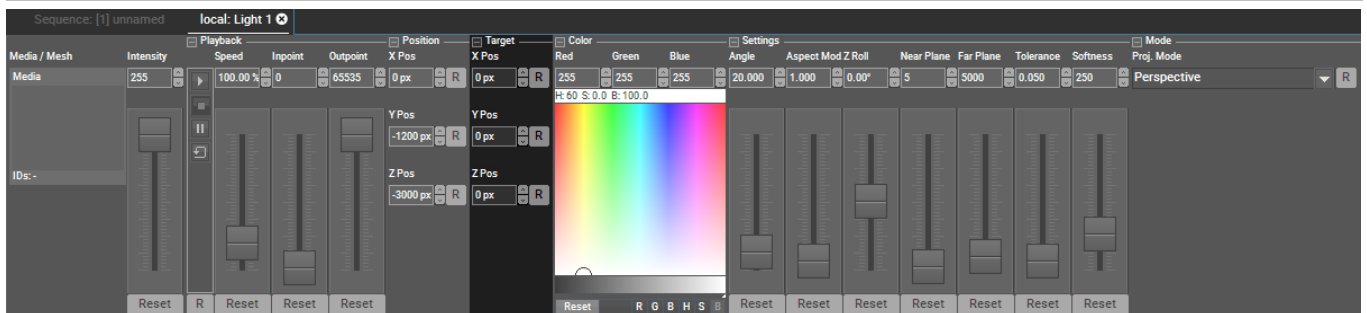 Sequence: [1] unnamed local: Light 1
Playback Position Target Color Settings Mode
Media / Mesh Intensity Speed Inpoint Outpoint X Pos X Pos Red Green Blue Angle Aspect Mod Z Roll Near Plane Far Plane Tolerance Softness Proj. Mode
Media 255 100.00 % 0 65535 0 px R 0 px R 255 255 255 20.000 1.000 0.00° 5 5000 0.050 250 Perspective R
H: 60 S: 0.0 B: 100.0
Y Pos Y Pos
-1200 px R 0 px R
IDs: - Z Pos Z Pos
-3000 px R 0 px R
Reset R Reset Reset Reset Reset R G B H S B Reset Reset Reset Reset Reset Reset Reset